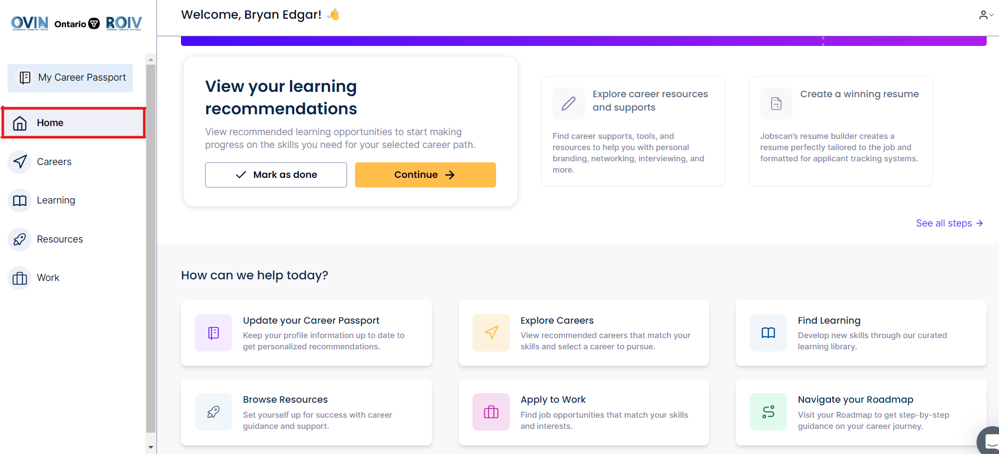 OVIN Ontario ROIV
Welcome, Bryan Edgar! 👋
My Career Passport
Home
Careers
Learning
Resources
Work
View your learning
recommendations
View recommended learning opportunities to start making
progress on the skills you need for your selected career path.
Mark as done
Continue →
Explore career resources
and supports
Find career supports, tools, and
resources to help you with personal
branding, networking, interviewing, and
more.
Create a winning resume
Jobscan’s resume builder creates a
resume perfectly tailored to the job and
formatted for applicant tracking systems.
See all steps →
How can we help today?
Update your Career Passport
Keep your profile information up to date to
get personalized recommendations.
Explore Careers
View recommended careers that match your
skills and select a career to pursue.
Find Learning
Develop new skills through our curated
learning library.
Browse Resources
Set yourself up for success with career
guidance and support.
Apply to Work
Find job opportunities that match your skills
and interests.
Navigate your Roadmap
Visit your Roadmap to get step-by-step
guidance on your career journey.